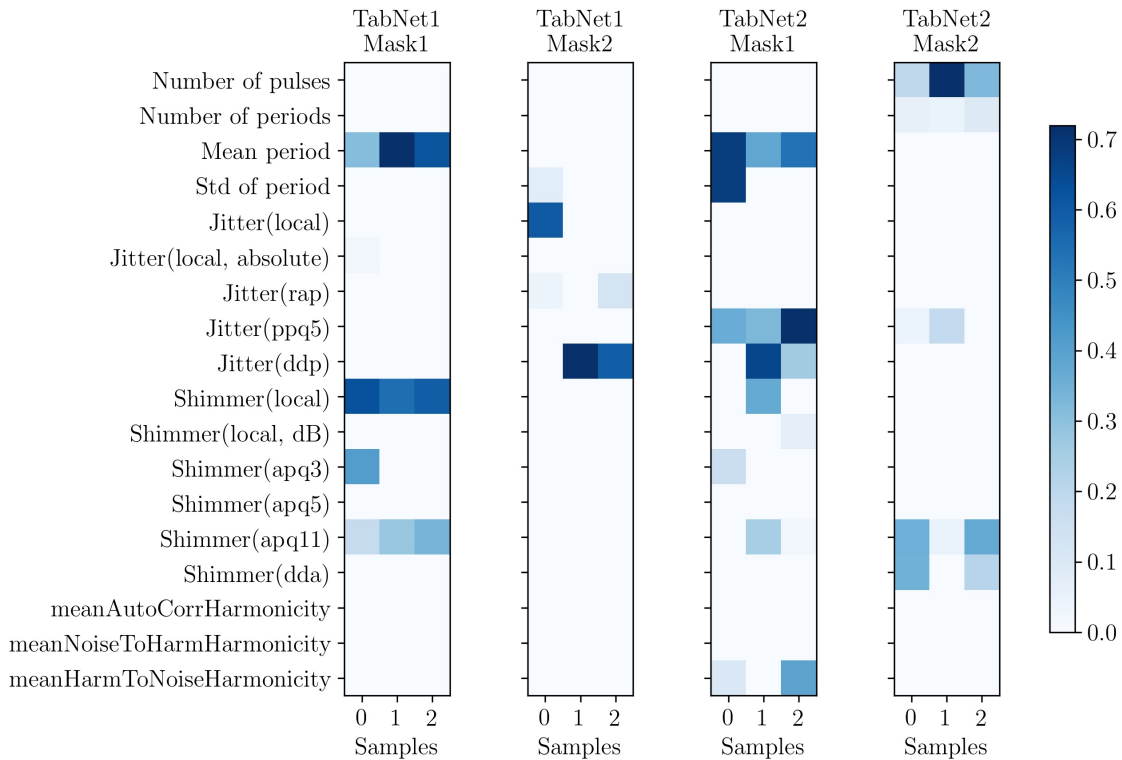 TabNet1
Mask1
TabNet1
Mask2
TabNet2
Mask1
TabNet2
Mask2
Number of pulses
Number of periods
Mean period
Std of period
Jitter(local)
Jitter(local, absolute)
Jitter(rap)
Jitter(ppq5)
Jitter(ddp)
Shimmer(local)
Shimmer(local, dB)
Shimmer(apq3)
Shimmer(apq5)
Shimmer(apq11)
Shimmer(dda)
meanAutoCorrHarmonicity
meanNoiseToHarmHarmonicity
meanHarmToNoiseHarmonicity
0 1 2
Samples
0 1 2
Samples
0 1 2
Samples
0 1 2
Samples
0.7
0.6
0.5
0.4
0.3
0.2
0.1
0.0